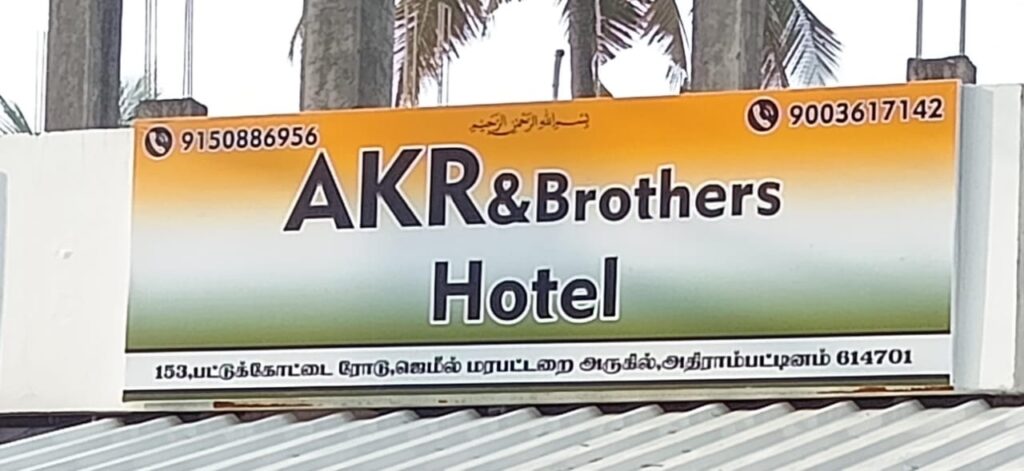 بسم الله الرحمن الرحيم
9150886956
9003617142
AKR&Brothers
Hotel
153,பட்டுக்கோட்டை ரோடு,ஜெமீல் மரபட்டறை அருகில்,அதிராம்பட்டினம் 614701